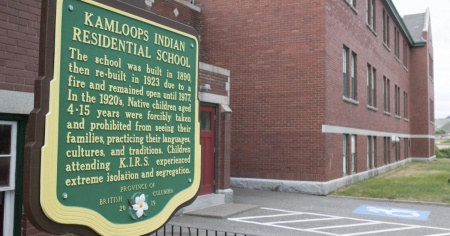 KAMLOOPS INDIAN
RESIDENTIAL SCHOOL
The school was built in 1890,
then re-built in 1923 due to a
fire and remained open until 1977.
In the 1920's, Native children aged
4-15 years were forcibly taken
and prohibited from seeing their
families, practicing their languages,
cultures, and traditions. Children
attending K.I.R.S. experienced
extreme isolation and segregation.
PROVINCE OF
BRITISH COLUMBIA
20 19